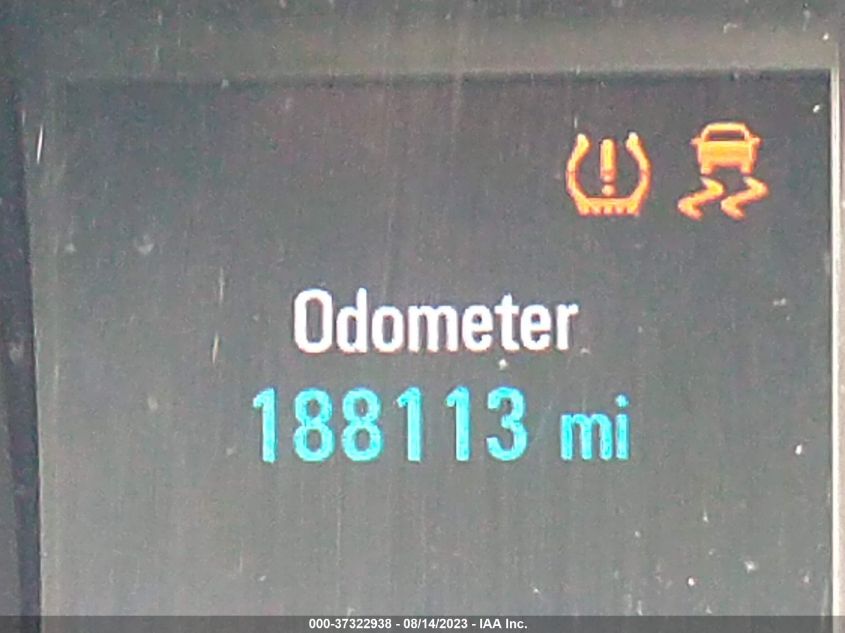 Odometer
188113 mi
000-37322938 - 08/14/2023 - IAA Inc.